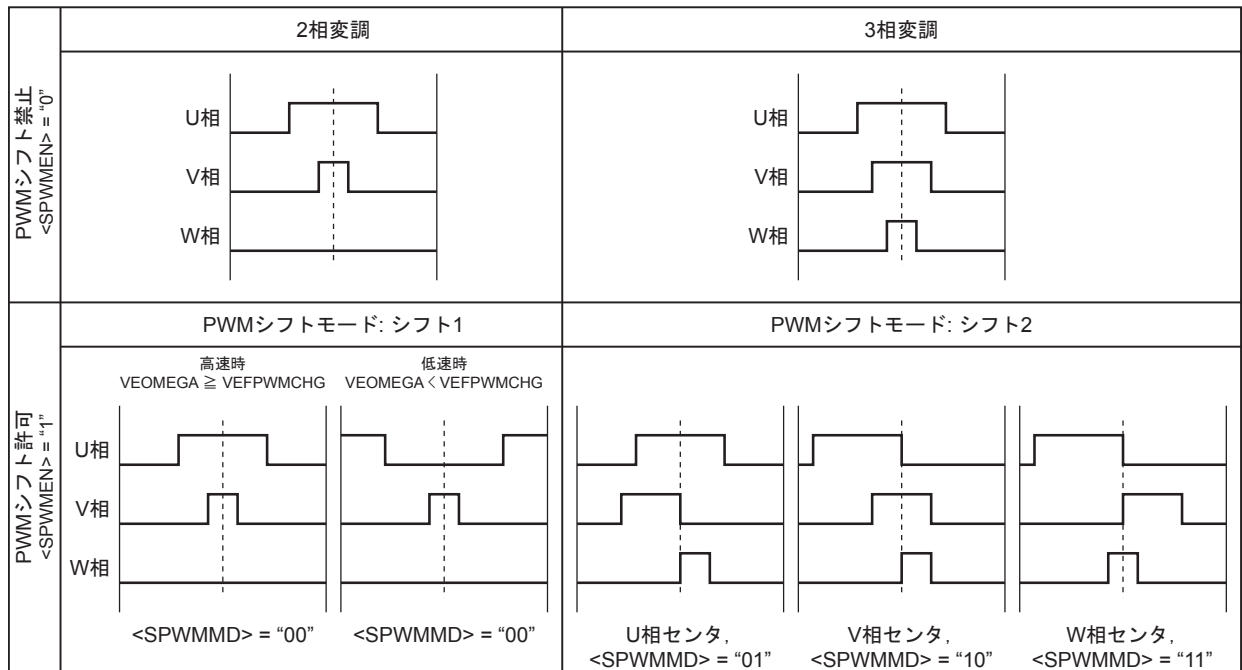 2相変調
3相変調
PWMシフト禁止
<SPWMEN> = “0”
U相
V相
W相
U相
V相
W相
PWMシフトモード: シフト1
PWMシフトモード: シフト2
PWMシフト許可
<SPWMEN> = “1”
高速時
VEOMEGA ≧ VEFPWMCHG
低速時
VEOMEGA < VEFPWMCHG
U相
V相
W相
<SPWMMD> = “00”
<SPWMMD> = “00”
U相センタ,
<SPWMMD> = “01”
V相センタ,
<SPWMMD> = “10”
W相センタ,
<SPWMMD> = “11”